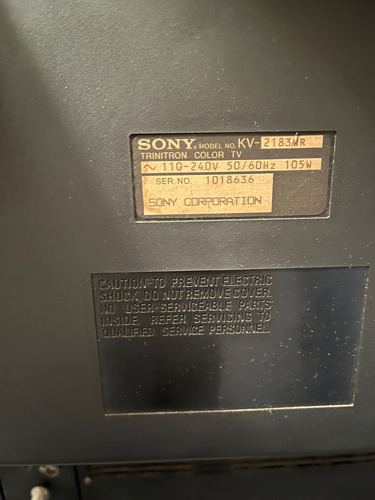 SONY® MODEL NO. KV-2183MR
TRINITRON COLOR TV
~ 110-240V 50/60Hz 105W
SER.NO. 1018636
SONY CORPORATION
CAUTION-TO PREVENT ELECTRIC
SHOCK, DO NOT REMOVE COVER.
NO USER-SERVICEABLE PARTS
INSIDE. REFER SERVICING TO
QUALIFIED SERVICE PERSONNEL.